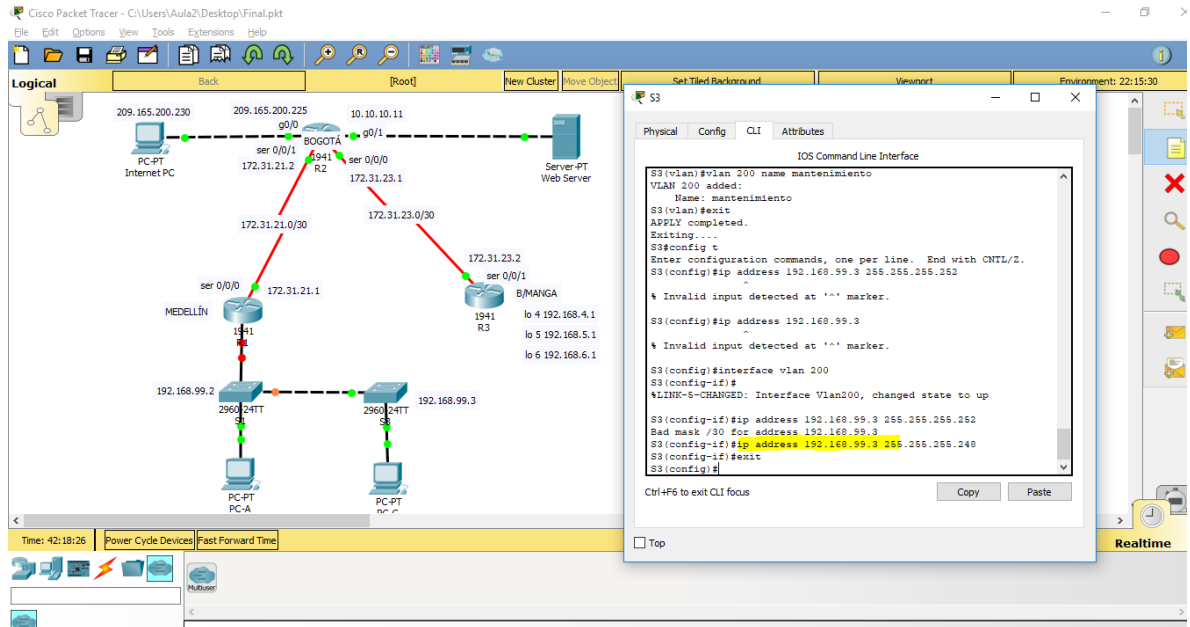 Cisco Packet Tracer - C:\Users\Aula2\Desktop\Final.pkt
File Edit Options View Tools Extensions Help
Logical
Back
[Root]
New Cluster
Move Object
Set Tiled Background
Viewport
Environment: 22:15:30
209.165.200.230
209.165.200.225
10.10.10.11
g0/0
g0/1
BOGOTÁ
ser 0/0/1
1941
ser 0/0/0
172.31.21.2
R2
172.31.23.1
PC-PT
Internet PC
Server-PT
Web Server
172.31.21.0/30
172.31.23.0/30
172.31.23.2
ser 0/0/1
ser 0/0/0
172.31.21.1
B/MANGA
MEDELLÍN
1941
R3
lo 4 192.168.4.1
lo 5 192.168.5.1
lo 6 192.168.6.1
1941
R1
192.168.99.2
2960-24TT
S1
2960-24TT
S3
192.168.99.3
PC-PT
PC-A
PC-PT
PC-C
S3
Physical Config CLI Attributes
IOS Command Line Interface
S3(vlan)#vlan 200 name mantenimiento
VLAN 200 added:
Name: mantenimiento
S3(vlan)#exit
APPLY completed.
Exiting....
S3#config t
Enter configuration commands, one per line. End with CNTL/Z.
S3(config)#ip address 192.168.99.3 255.255.255.252
^
% Invalid input detected at '^' marker.
S3(config)#ip address 192.168.99.3
^
% Invalid input detected at '^' marker.
S3(config)#interface vlan 200
S3(config-if)#
%LINK-5-CHANGED: Interface Vlan200, changed state to up
S3(config-if)#ip address 192.168.99.3 255.255.255.252
Bad mask /30 for address 192.168.99.3
S3(config-if)#ip address 192.168.99.3 255.255.255.248
S3(config-if)#exit
S3(config)#
Ctrl+F6 to exit CLI focus
Copy
Paste
Top
Time: 42:18:26
Power Cycle Devices
Fast Forward Time
Realtime
Multiuser